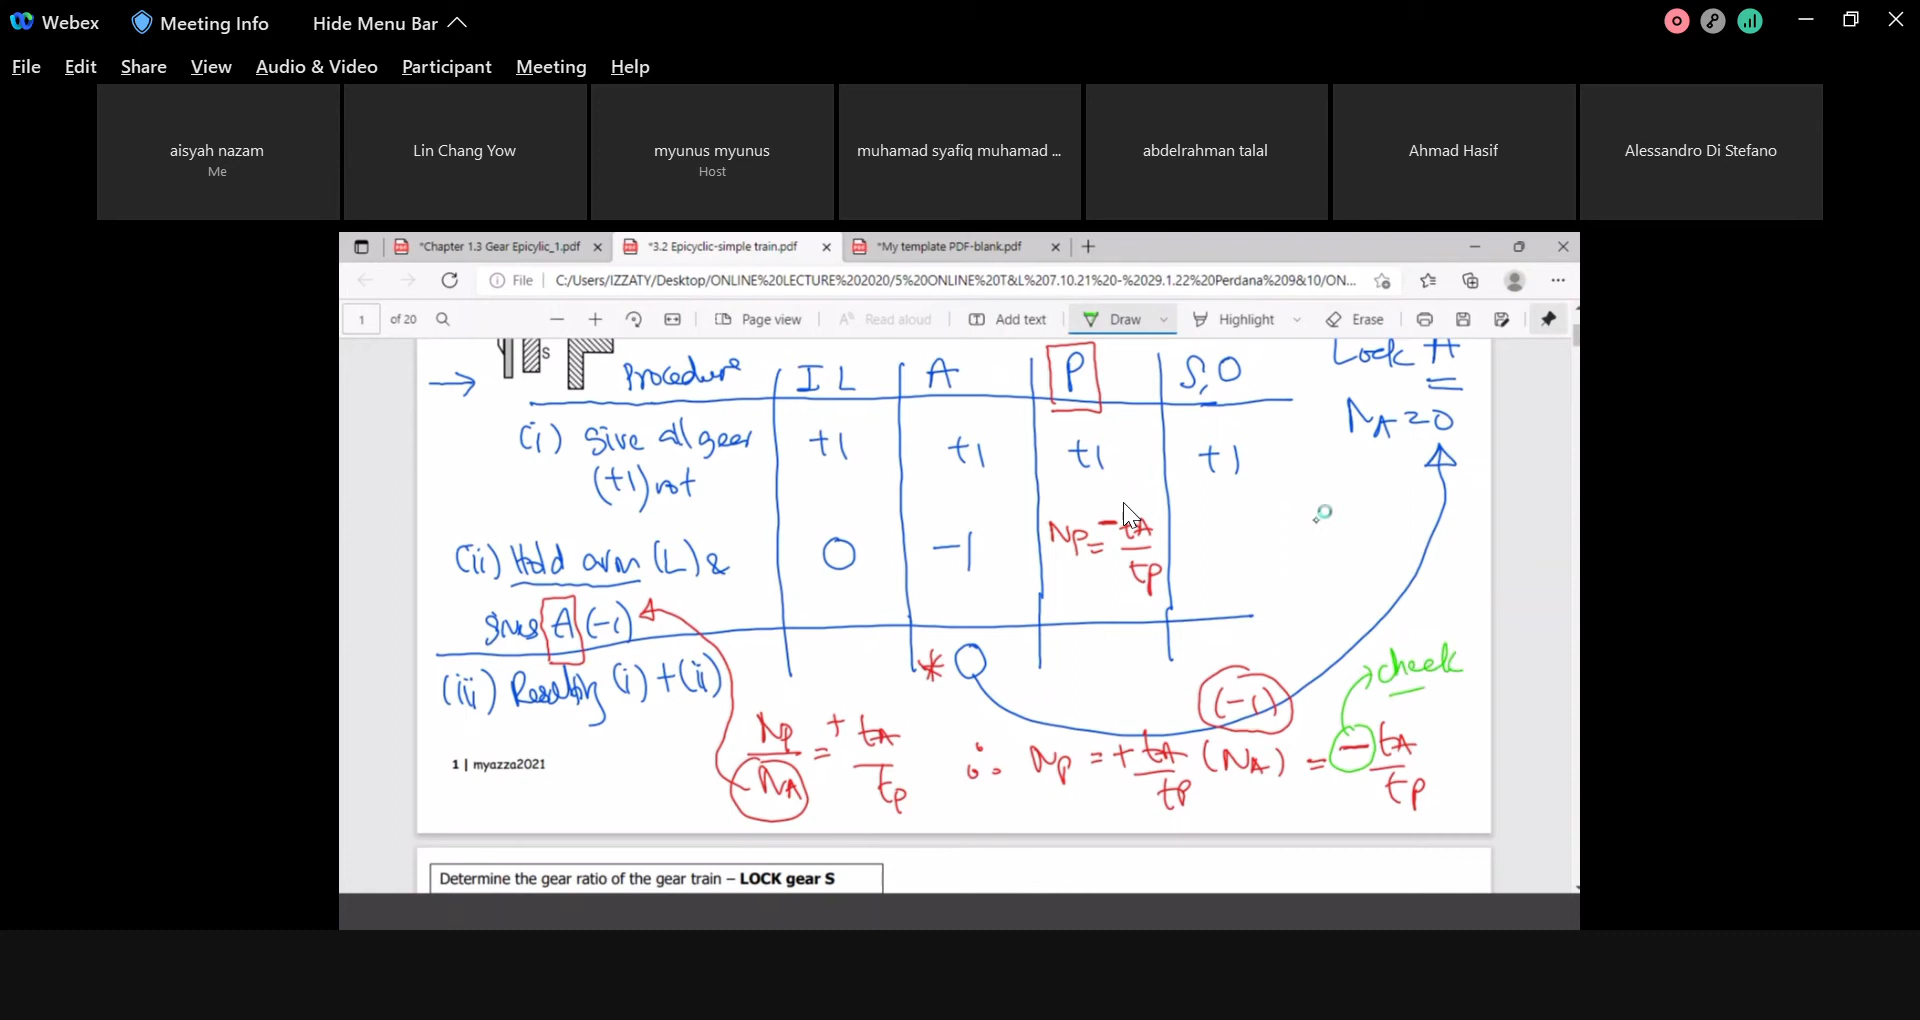 Webex Meeting Info Hide Menu Bar
File Edit Share View Audio & Video Participant Meeting Help
aisyah nazam
Me
Lin Chang Yow
myunus myunus
Host
muhamad syafiq muhamad ...
abdelrahman talal
Ahmad Hasif
Alessandro Di Stefano
*Chapter 1.3 Gear Epicylic_1.pdf *3.2 Epicyclic-simple train.pdf *My template PDF-blank.pdf
File C:/Users/IZZATY/Desktop/ONLINE%20LECTURE%202020/5%20ONLINE%20T&L%207.10.21%20-%2029.1.22%20Perdana%209&10/ON...
1 of 20 Page view Read aloud Add text Draw Highlight Erase
S
Lock A
Procedure I L A P S, O
N_A = 0
(i) Give all gear +1 +1 +1 +1
(+1) rot
(ii) Hold arm (L) & 0 -1 Np = - tA/tp
A (-1)
(iii) (i) + (ii) * 0
(-1)
check
Np/NA = + tA/tp ∴ Np = + tA/tp (NA) = - tA/tp
1 | myazza2021
Determine the gear ratio of the gear train – LOCK gear S